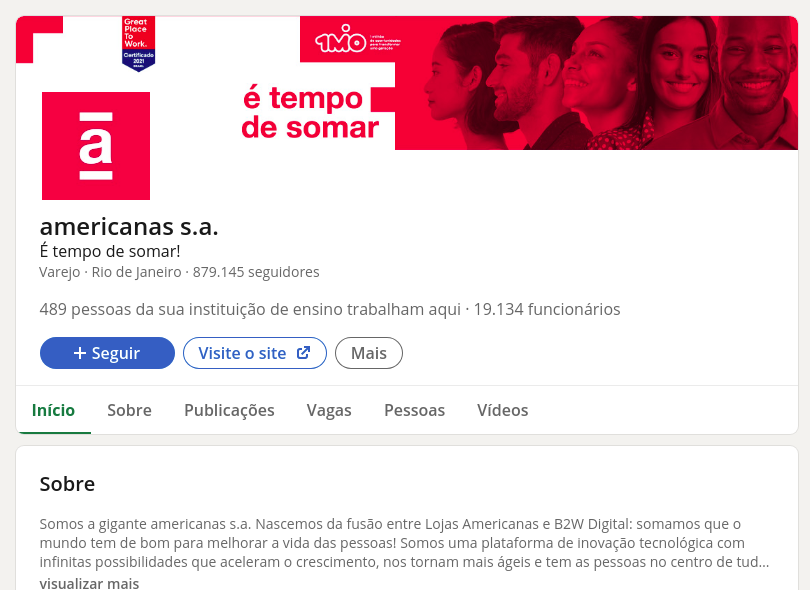 Great
Place
To
Work.
Certificado
2021
BRASIL
1MiO
é tempo
de somar
ā
americanas s.a.
É tempo de somar!
Varejo · Rio de Janeiro · 879.145 seguidores
489 pessoas da sua instituição de ensino trabalham aqui · 19.134 funcionários
+ Seguir
Visite o site
Mais
Início
Sobre
Publicações
Vagas
Pessoas
Vídeos
Sobre
Somos a gigante americanas s.a. Nascemos da fusão entre Lojas Americanas e B2W Digital: somamos que o
mundo tem de bom para melhorar a vida das pessoas! Somos uma plataforma de inovação tecnológica com
infinitas possibilidades que aceleram o crescimento, nos tornam mais ágeis e tem as pessoas no centro de tud...
visualizar mais